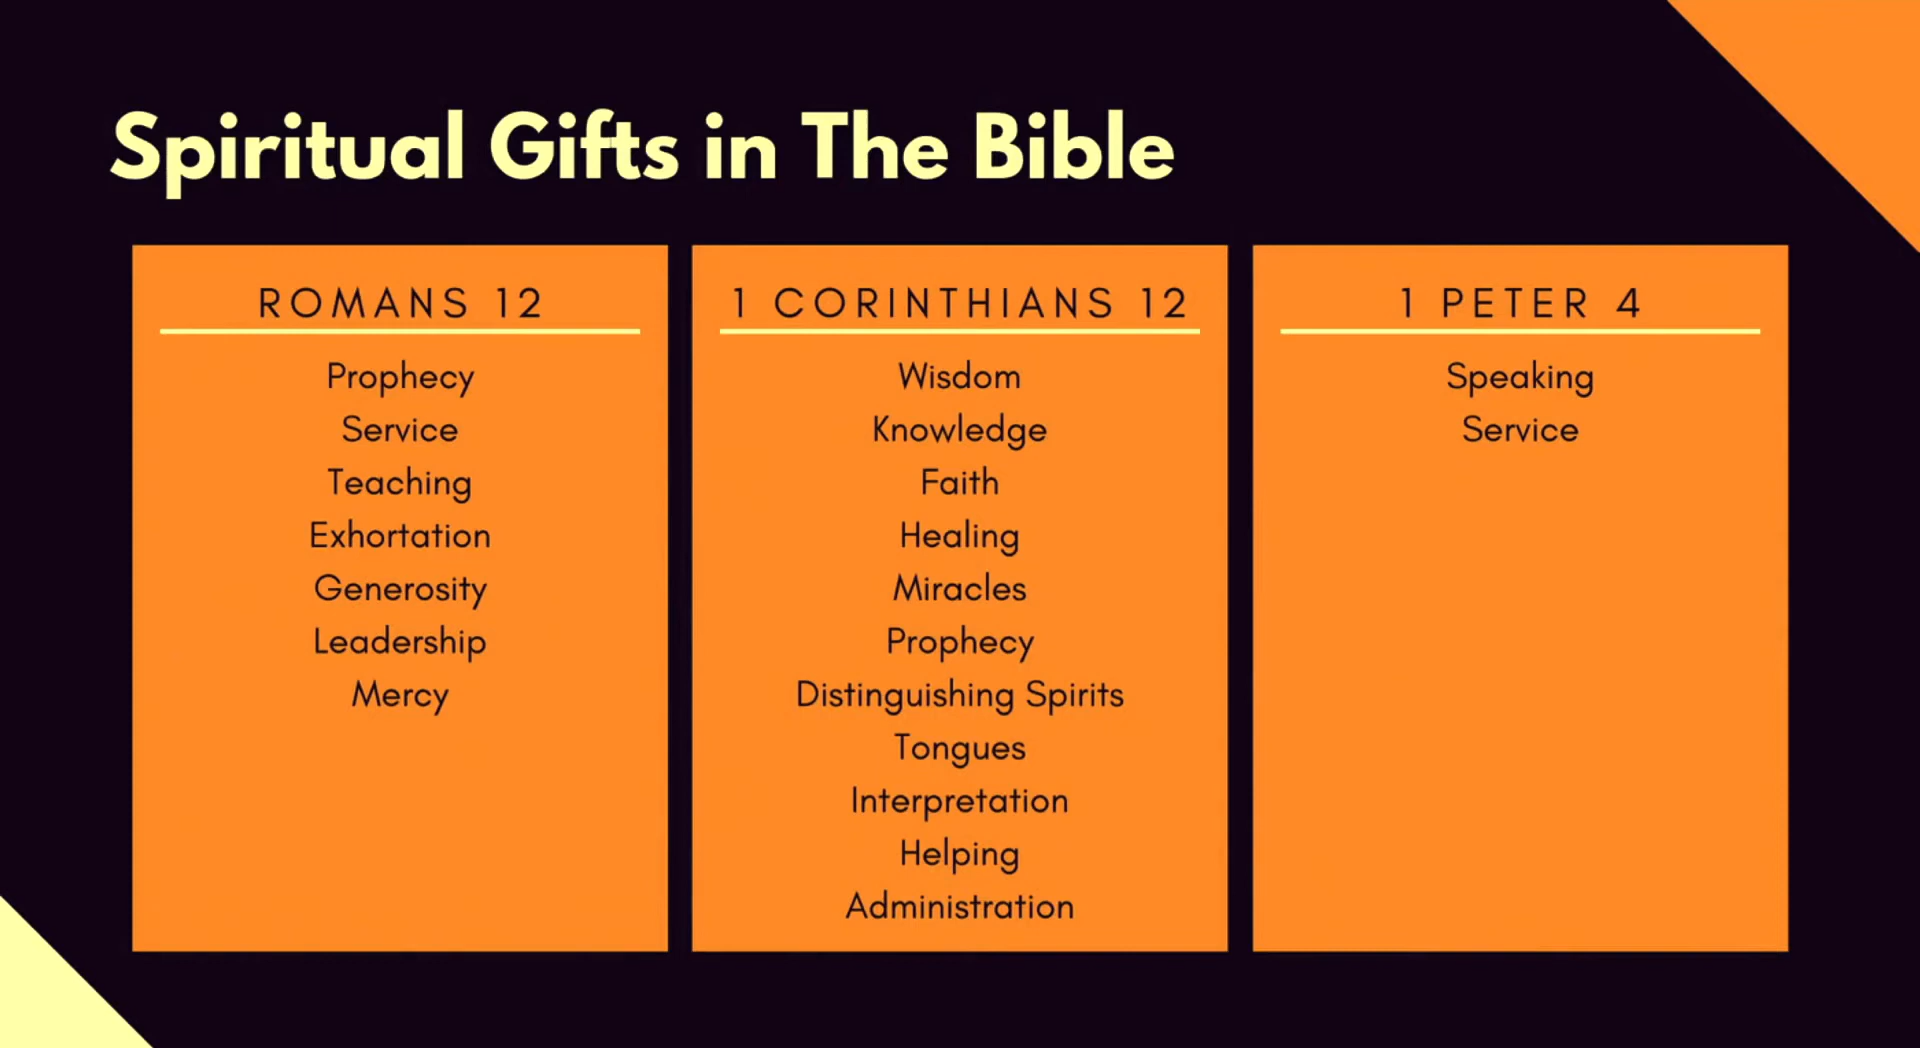 Spiritual Gifts in The Bible
ROMANS 12
Prophecy
Service
Teaching
Exhortation
Generosity
Leadership
Mercy
1 CORINTHIANS 12
Wisdom
Knowledge
Faith
Healing
Miracles
Prophecy
Distinguishing Spirits
Tongues
Interpretation
Helping
Administration
1 PETER 4
Speaking
Service